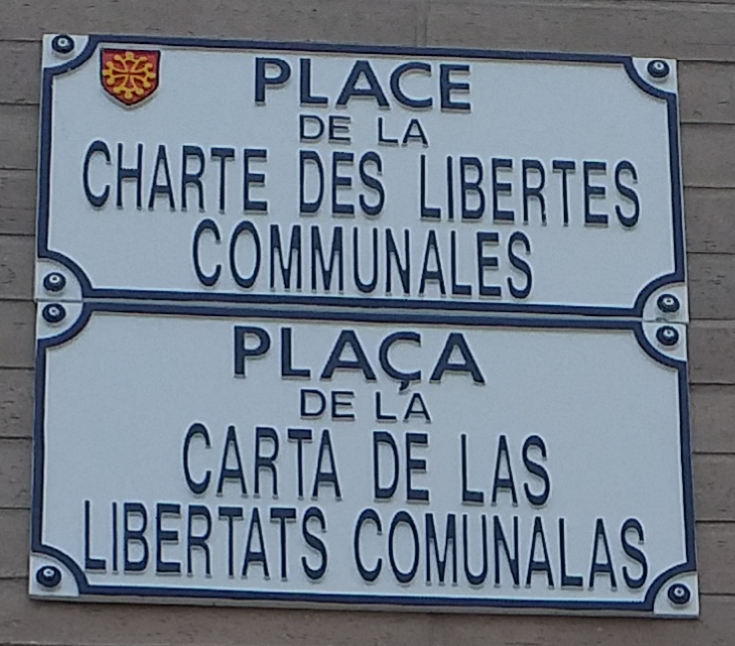 PLACE
DE LA
CHARTE DES LIBERTES
COMMUNALES
PLAÇA
DE LA
CARTA DE LAS
LIBERTATS COMUNALAS